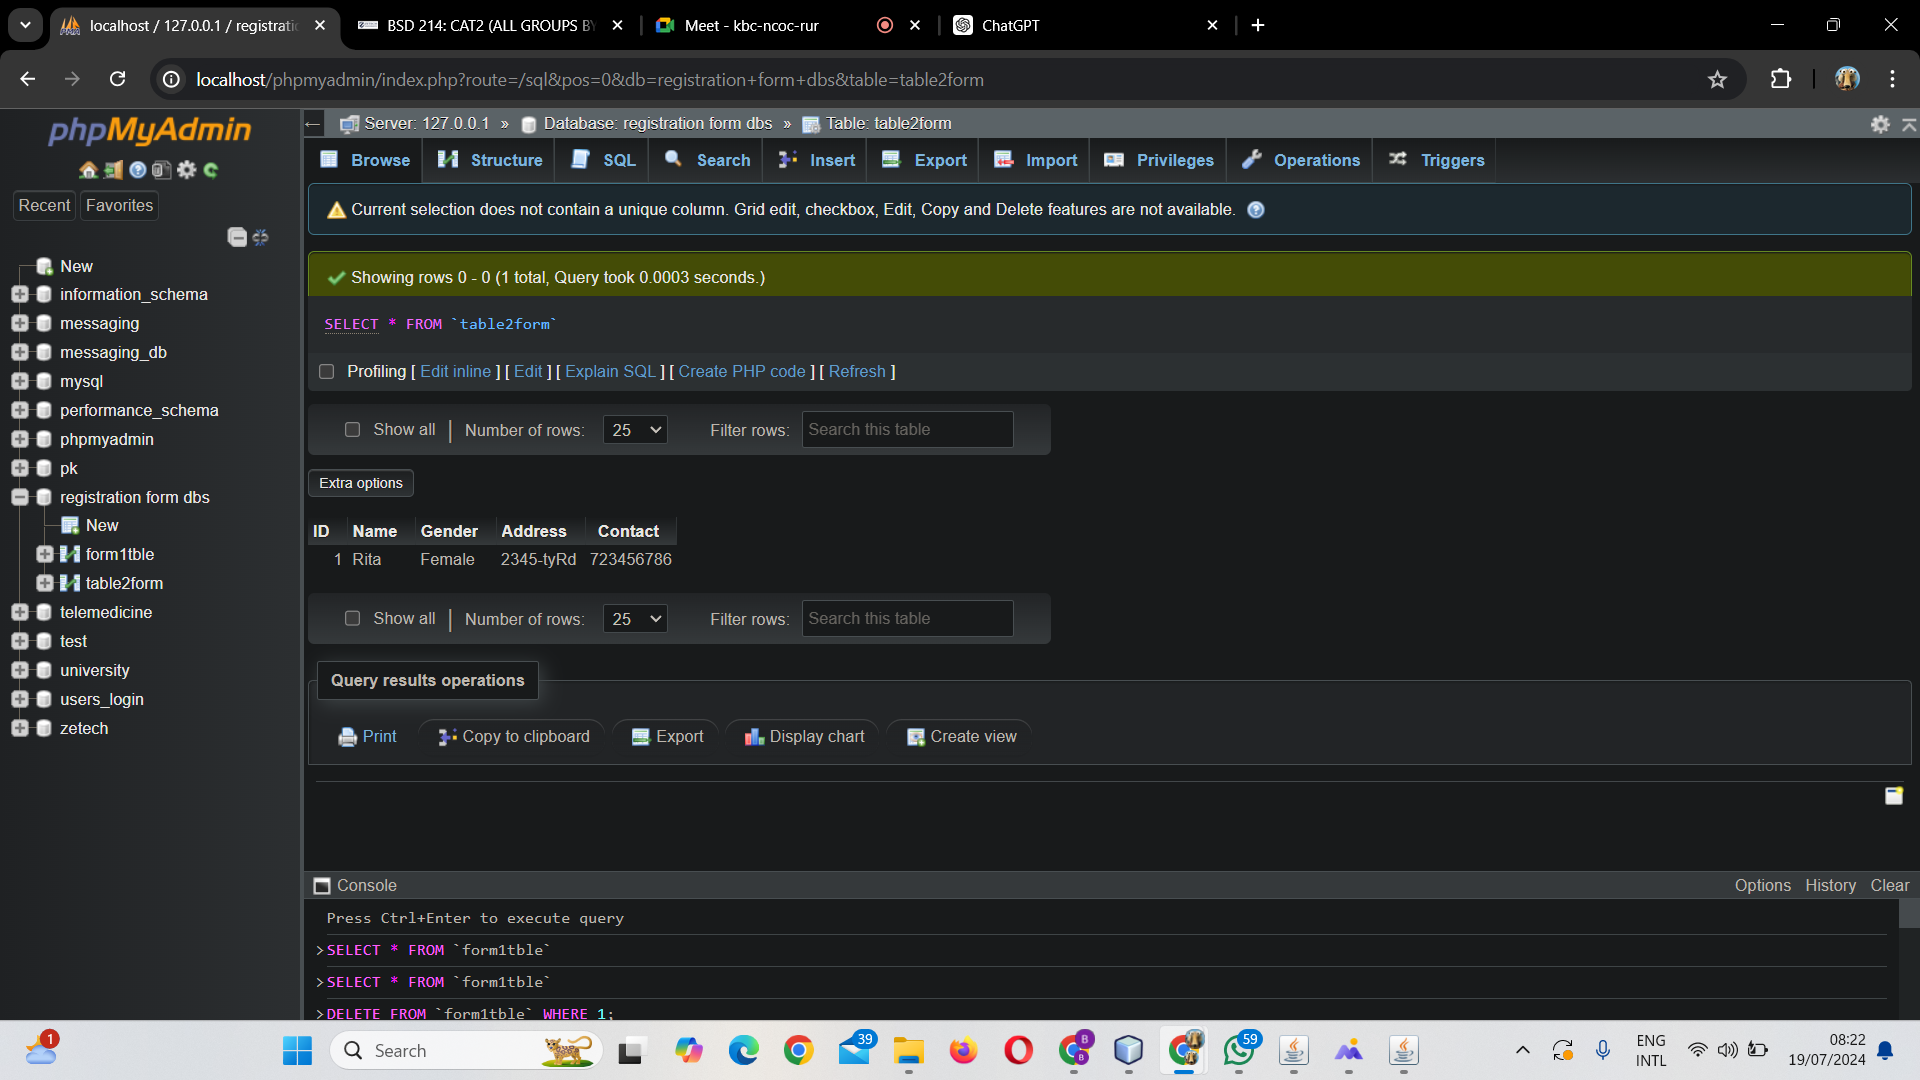 localhost / 127.0.0.1 / registratic
BSD 214: CAT2 (ALL GROUPS BY
Meet - kbc-ncoc-rur
ChatGPT
localhost/phpmyadmin/index.php?route=/sql&pos=0&db=registration+form+dbs&table=table2form
phpMyAdmin
Recent
Favorites
New
information_schema
messaging
messaging_db
mysql
performance_schema
phpmyadmin
pk
registration form dbs
New
form1tble
table2form
telemedicine
test
university
users_login
zetech
Server: 127.0.0.1 » Database: registration form dbs » Table: table2form
Browse Structure SQL Search Insert Export Import Privileges Operations Triggers
Current selection does not contain a unique column. Grid edit, checkbox, Edit, Copy and Delete features are not available.
Showing rows 0 - 0 (1 total, Query took 0.0003 seconds.)
SELECT * FROM `table2form`
Profiling [ Edit inline ] [ Edit ] [ Explain SQL ] [ Create PHP code ] [ Refresh ]
Show all | Number of rows: 25 Filter rows: Search this table
Extra options
ID Name Gender Address Contact
1 Rita Female 2345-tyRd 723456786
Show all | Number of rows: 25 Filter rows: Search this table
Query results operations
Print Copy to clipboard Export Display chart Create view
Console Options History Clear
Press Ctrl+Enter to execute query
>SELECT * FROM `form1tble`
>SELECT * FROM `form1tble`
>DELETE FROM `form1tble` WHERE 1;
1
Search
39
B
B
59
ENG
INTL
08:22
19/07/2024